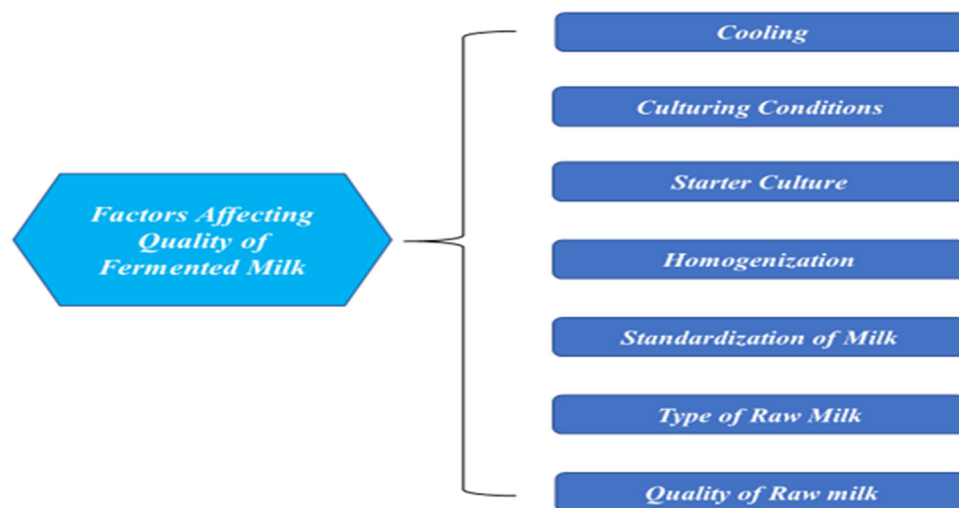 Factors Affecting
Quality of
Fermented Milk
Cooling
Culturing Conditions
Starter Culture
Homogenization
Standardization of Milk
Type of Raw Milk
Quality of Raw milk